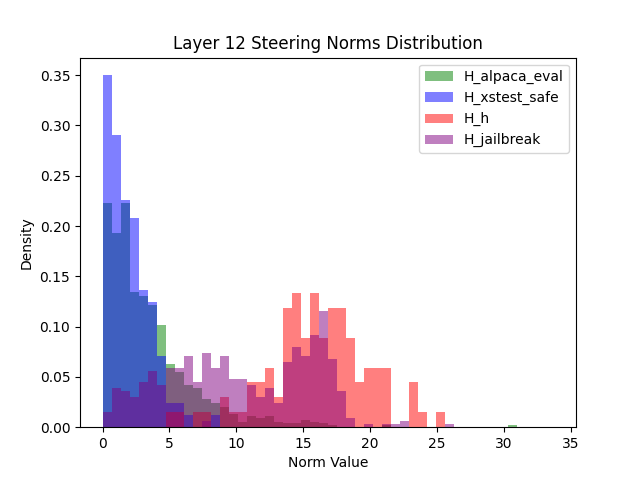 Layer 12 Steering Norms Distribution
H_alpaca_eval
H_xstest_safe
H_h
H_jailbreak
Density
0.35
0.30
0.25
0.20
0.15
0.10
0.05
0.00
0 5 10 15 20 25 30 35
Norm Value